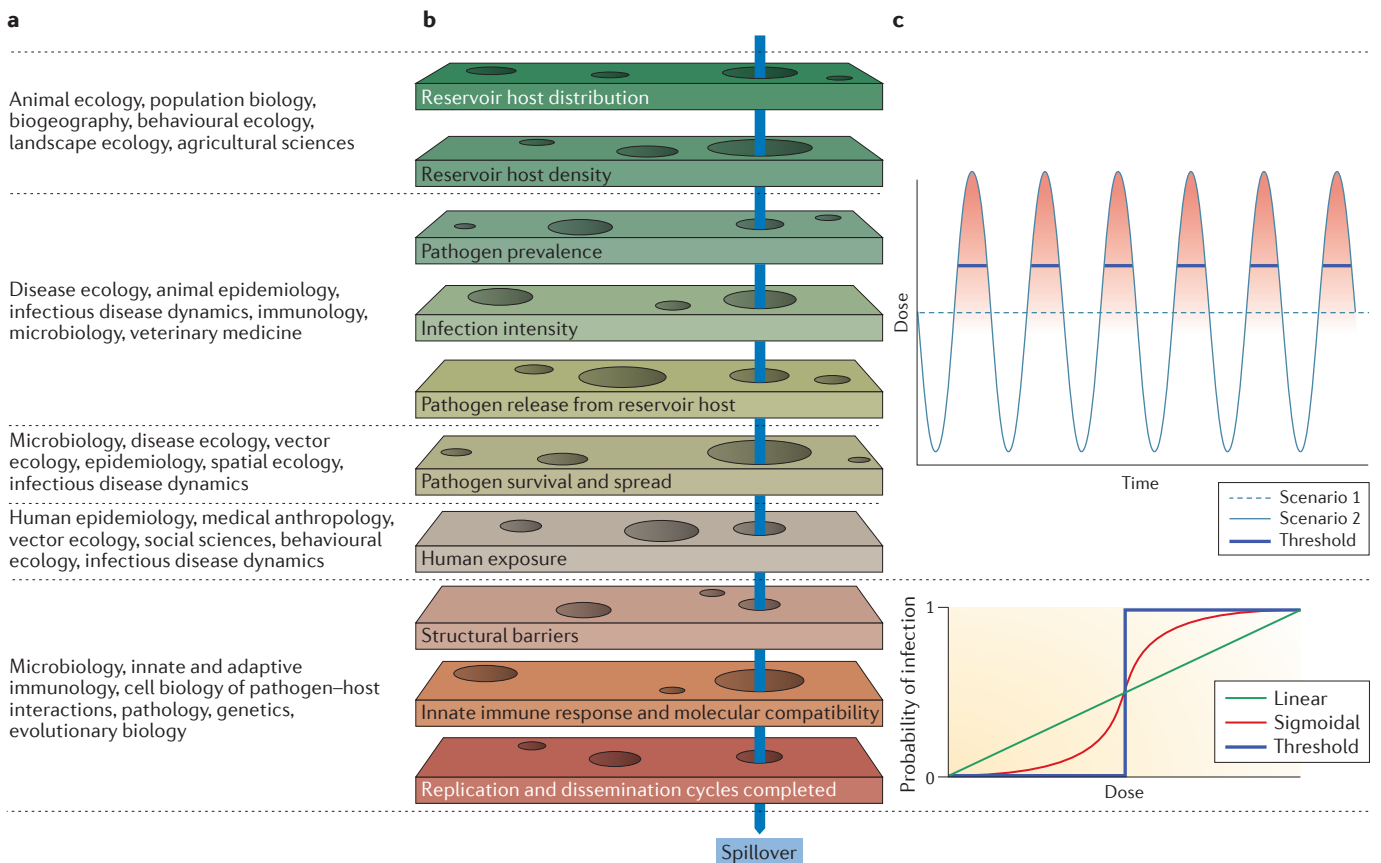 a
b
c
Animal ecology, population biology,
biogeography, behavioural ecology,
landscape ecology, agricultural sciences
Disease ecology, animal epidemiology,
infectious disease dynamics, immunology,
microbiology, veterinary medicine
Microbiology, disease ecology, vector
ecology, epidemiology, spatial ecology,
infectious disease dynamics
Human epidemiology, medical anthropology,
vector ecology, social sciences, behavioural
ecology, infectious disease dynamics
Microbiology, innate and adaptive
immunology, cell biology of pathogen–host
interactions, pathology, genetics,
evolutionary biology
Reservoir host distribution
Reservoir host density
Pathogen prevalence
Infection intensity
Pathogen release from reservoir host
Pathogen survival and spread
Human exposure
Structural barriers
Innate immune response and molecular compatibility
Replication and dissemination cycles completed
Spillover
Dose
Time
Scenario 1
Scenario 2
Threshold
Probability of infection
1
0
Dose
Linear
Sigmoidal
Threshold